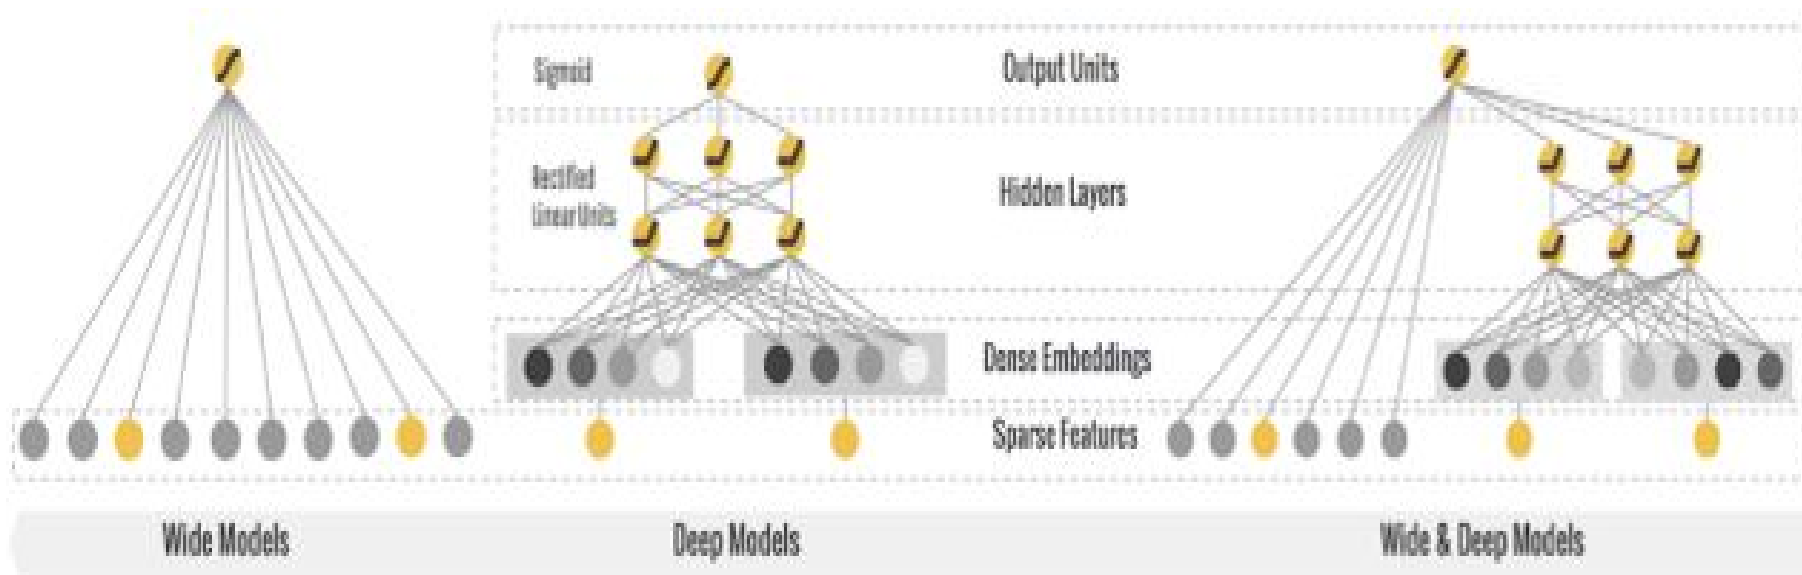 Sigmoid
Output Units
Rectified
Linear Units
Hidden Layers
Dense Embeddings
Sparse Features
Wide Models
Deep Models
Wide & Deep Models